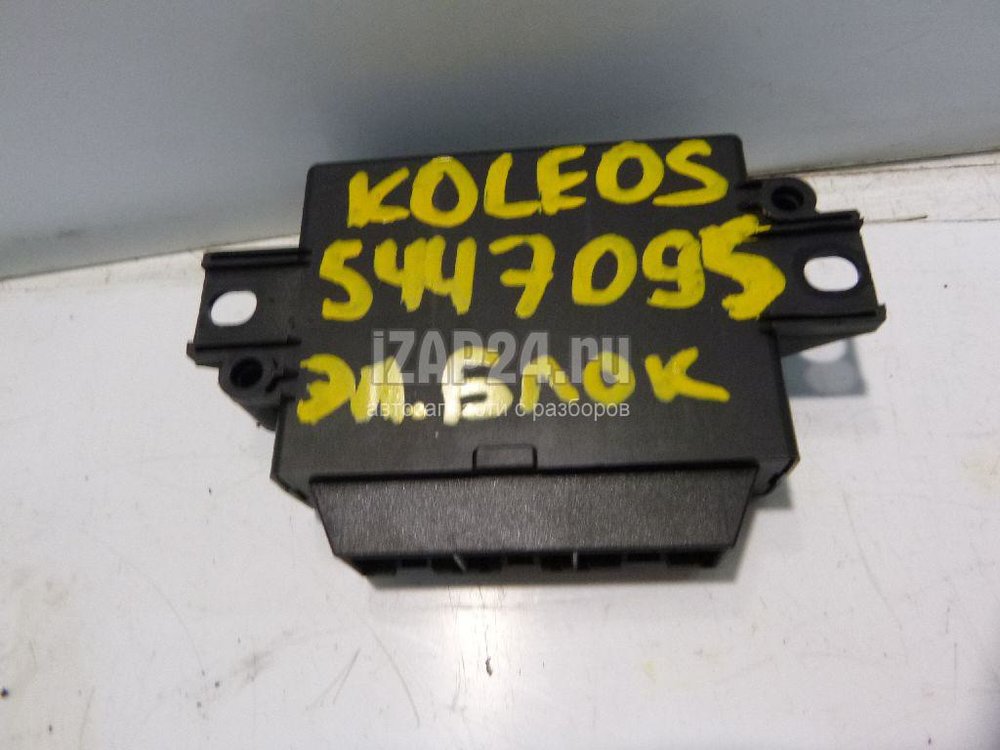 KOLEOS
5447095
iZAP24.ru
ЭЛ.БЛОК
автозапчасти с разборов